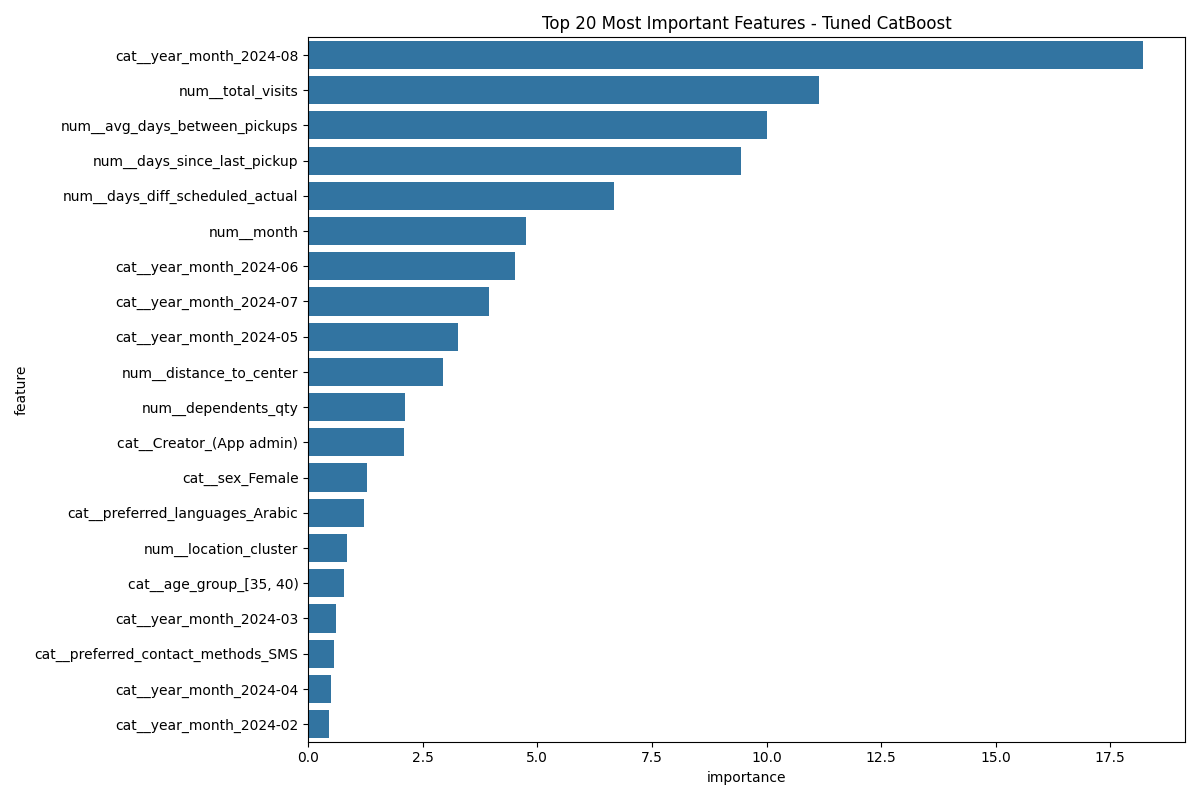 Top 20 Most Important Features - Tuned CatBoost
cat__year_month_2024-08
num__total_visits
num__avg_days_between_pickups
num__days_since_last_pickup
num__days_diff_scheduled_actual
num__month
cat__year_month_2024-06
cat__year_month_2024-07
cat__year_month_2024-05
num__distance_to_center
num__dependents_qty
cat__Creator_(App admin)
cat__sex_Female
cat__preferred_languages_Arabic
num__location_cluster
cat__age_group_[35, 40)
cat__year_month_2024-03
cat__preferred_contact_methods_SMS
cat__year_month_2024-04
cat__year_month_2024-02
feature
0.0 2.5 5.0 7.5 10.0 12.5 15.0 17.5
importance